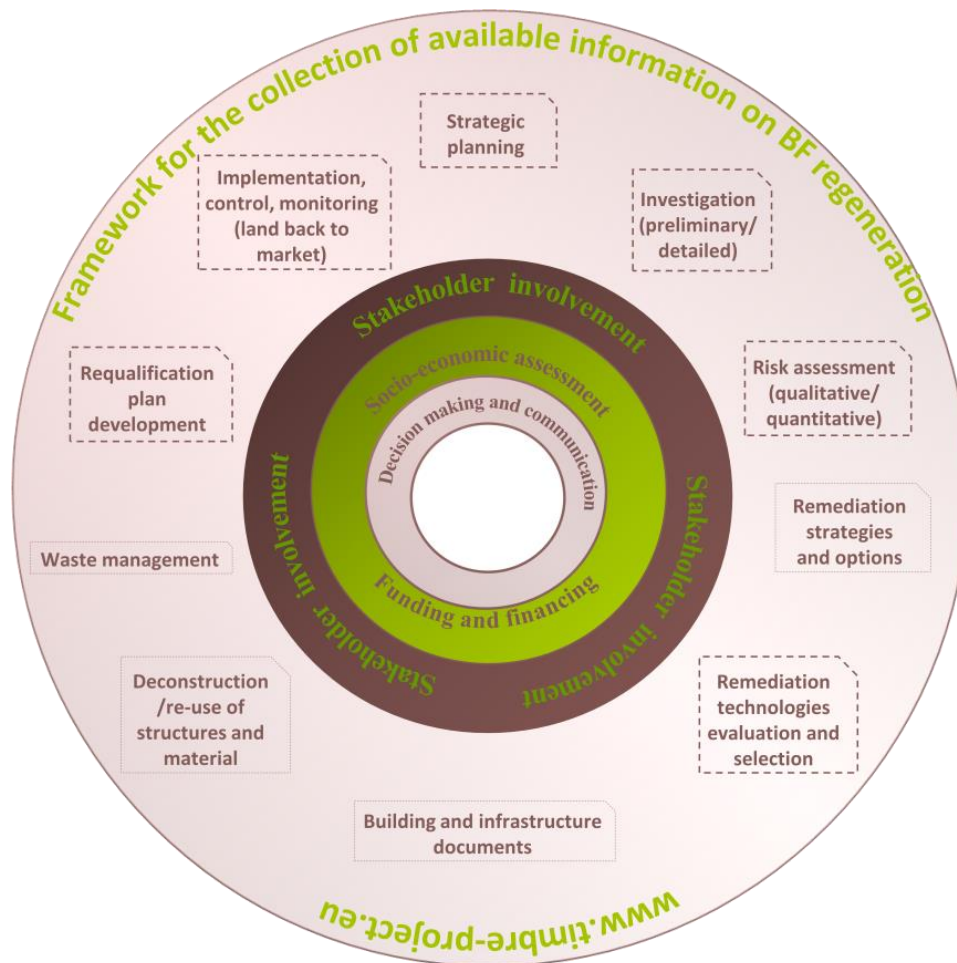 Framework for the collection of available information on BF regeneration
Strategic
planning
Investigation
(preliminary/
detailed)
Risk assessment
(qualitative/
quantitative)
Remediation
strategies
and options
Remediation
technologies
evaluation and
selection
Building and infrastructure
documents
Deconstruction
/re-use of
structures and
material
Waste management
Requalification
plan
development
Implementation,
control, monitoring
(land back to
market)
Stakeholder involvement
Stakeholder involvement
Stakeholder involvement
Socio-economic assessment
Funding and financing
Decision making and communication
www.timbre-project.eu